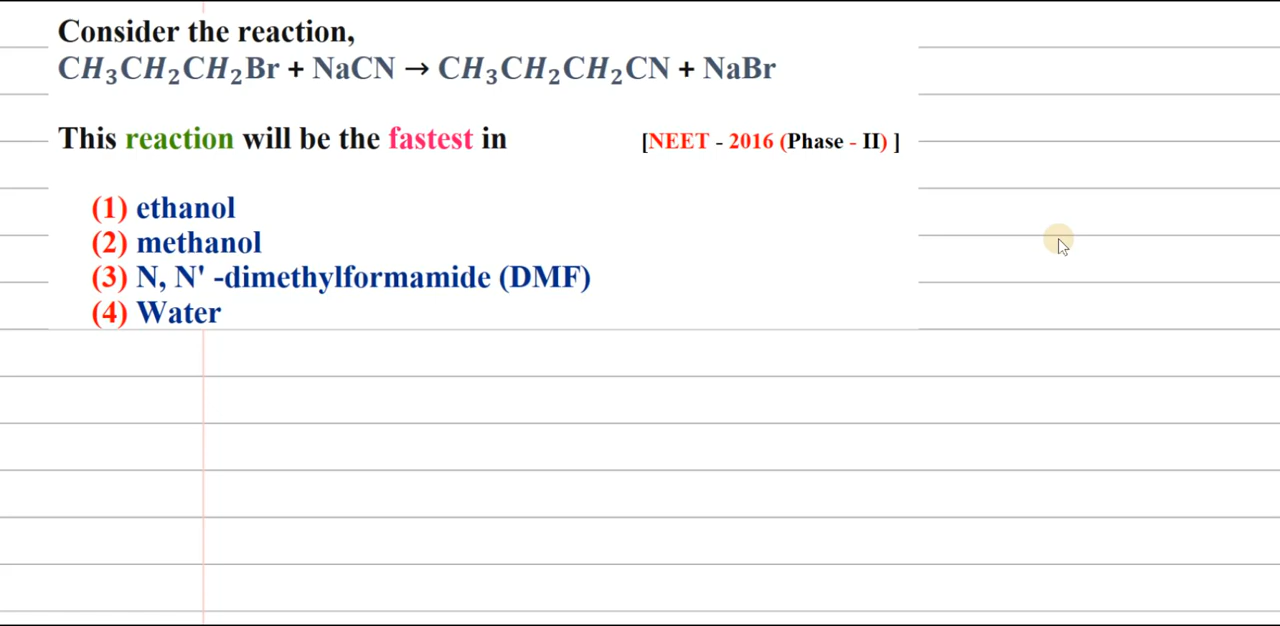 Consider the reaction,
CH₃CH₂CH₂Br + NaCN → CH₃CH₂CH₂CN + NaBr
This reaction will be the fastest in [NEET - 2016 (Phase - II) ]
(1) ethanol
(2) methanol
(3) N, N' -dimethylformamide (DMF)
(4) Water